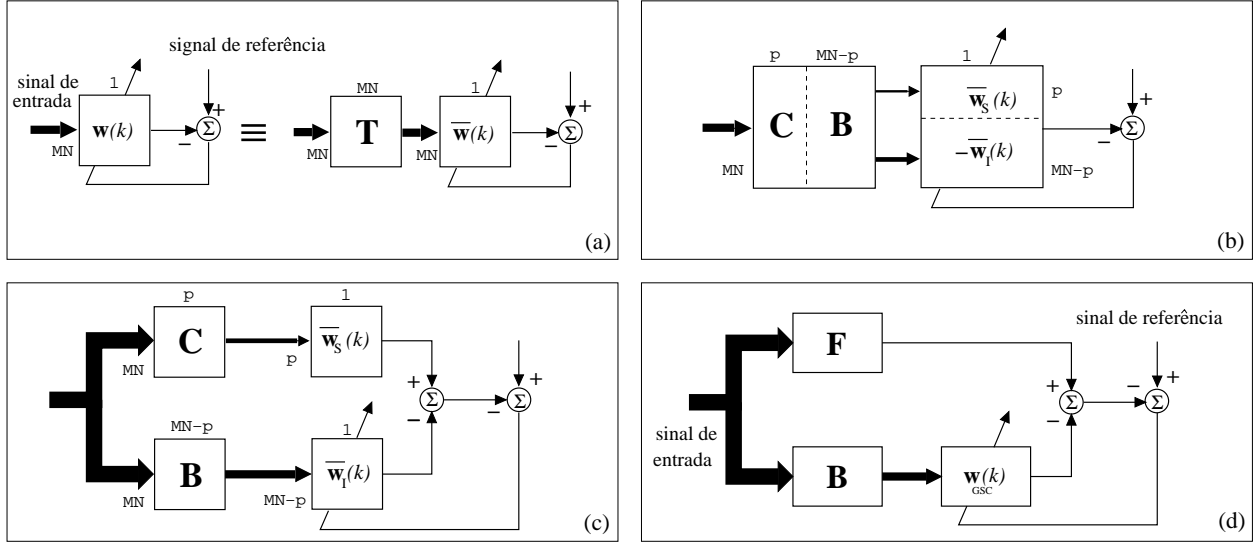 signal de referência
sinal de
entrada
1
w(k)
MN
+
−
Σ
≡
MN
T
MN
MN
1
w̅(k)
+
−
Σ
(a)
p
MN-p
1
C
B
MN
w̅S(k)
−w̅I(k)
p
MN-p
+
−
Σ
(b)
p
C
MN
1
w̅S(k)
p
MN-p
B
MN
1
w̅I(k)
MN-p
+
−
Σ
+
−
Σ
(c)
sinal de referência
F
sinal de
entrada
B
w(k)
GSC
+
−
Σ
−
+
Σ
(d)